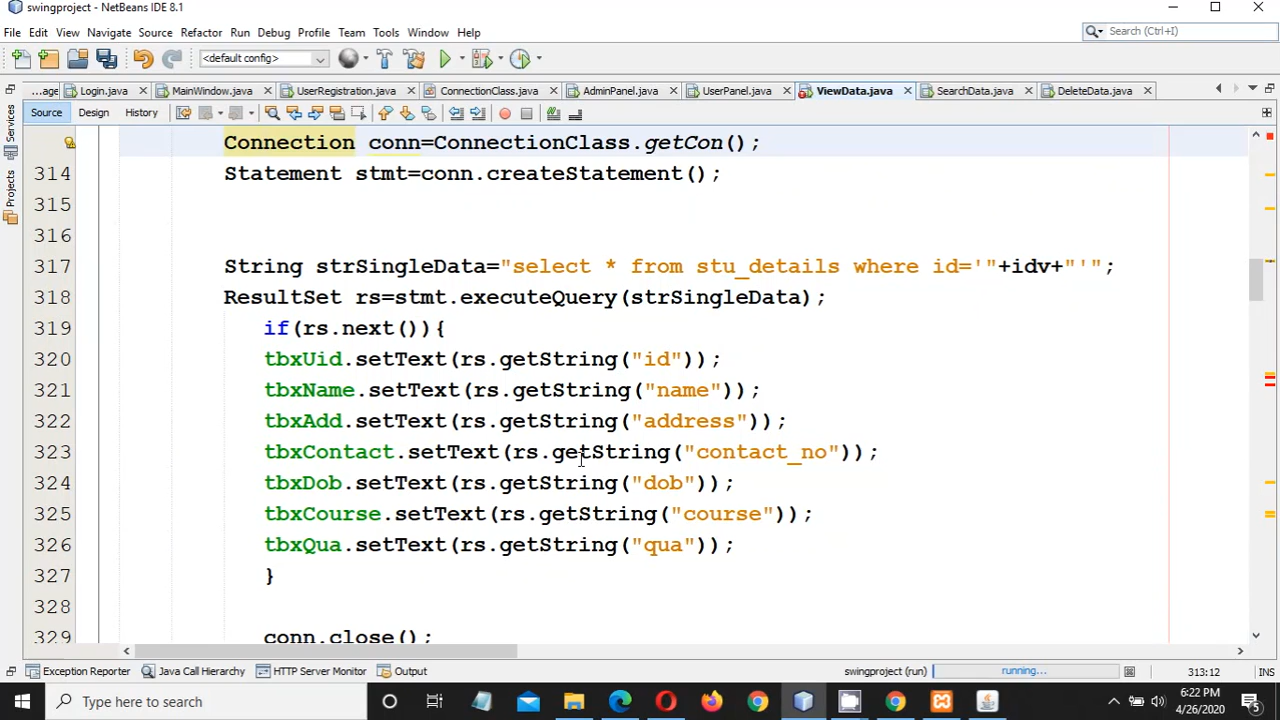 swingproject - NetBeans IDE 8.1
File Edit View Navigate Source Refactor Run Debug Profile Team Tools Window Help
Search (Ctrl+I)
<default config>
...age Login.java MainWindow.java UserRegistration.java ConnectionClass.java AdminPanel.java UserPanel.java ViewData.java SearchData.java DeleteData.java
Source Design History
Services
Projects
Connection conn=ConnectionClass.getCon();
314 Statement stmt=conn.createStatement();
315
316
317 String strSingleData="select * from stu_details where id='"+idv+"'";
318 ResultSet rs=stmt.executeQuery(strSingleData);
319 if(rs.next()){
320 tbxUid.setText(rs.getString("id"));
321 tbxName.setText(rs.getString("name"));
322 tbxAdd.setText(rs.getString("address"));
323 tbxContact.setText(rs.getString("contact_no"));
324 tbxDob.setText(rs.getString("dob"));
325 tbxCourse.setText(rs.getString("course"));
326 tbxQua.setText(rs.getString("qua"));
327 }
328
329 conn.close();
Exception Reporter Java Call Hierarchy HTTP Server Monitor Output swingproject (run) running... 313:12 INS
Type here to search
6:22 PM
4/26/2020
5